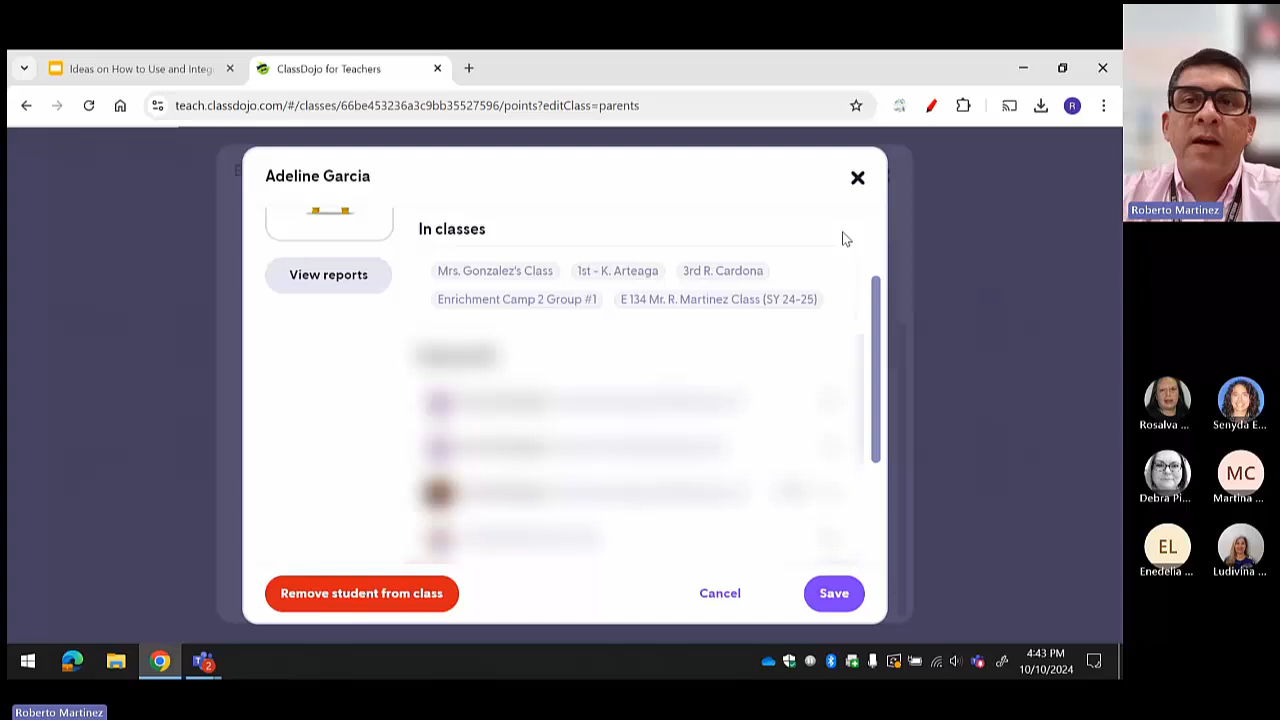 Ideas on How to Use and Integ
ClassDojo for Teachers
teach.classdojo.com/#/classes/66be453236a3c9bb35527596/points?editClass=parents
R
Adeline Garcia
In classes
View reports
Mrs. Gonzalez's Class
1st - K. Arteaga
3rd R. Cardona
Enrichment Camp 2 Group #1
E 134 Mr. R. Martinez Class (SY 24-25)
Remove student from class
Cancel
Save
2
4:43 PM
10/10/2024
Roberto Martinez
Rosalva ...
Senyda E...
Debra Pi...
MC
Martina ...
EL
Enedelia ...
Ludivina ...
Roberto Martinez